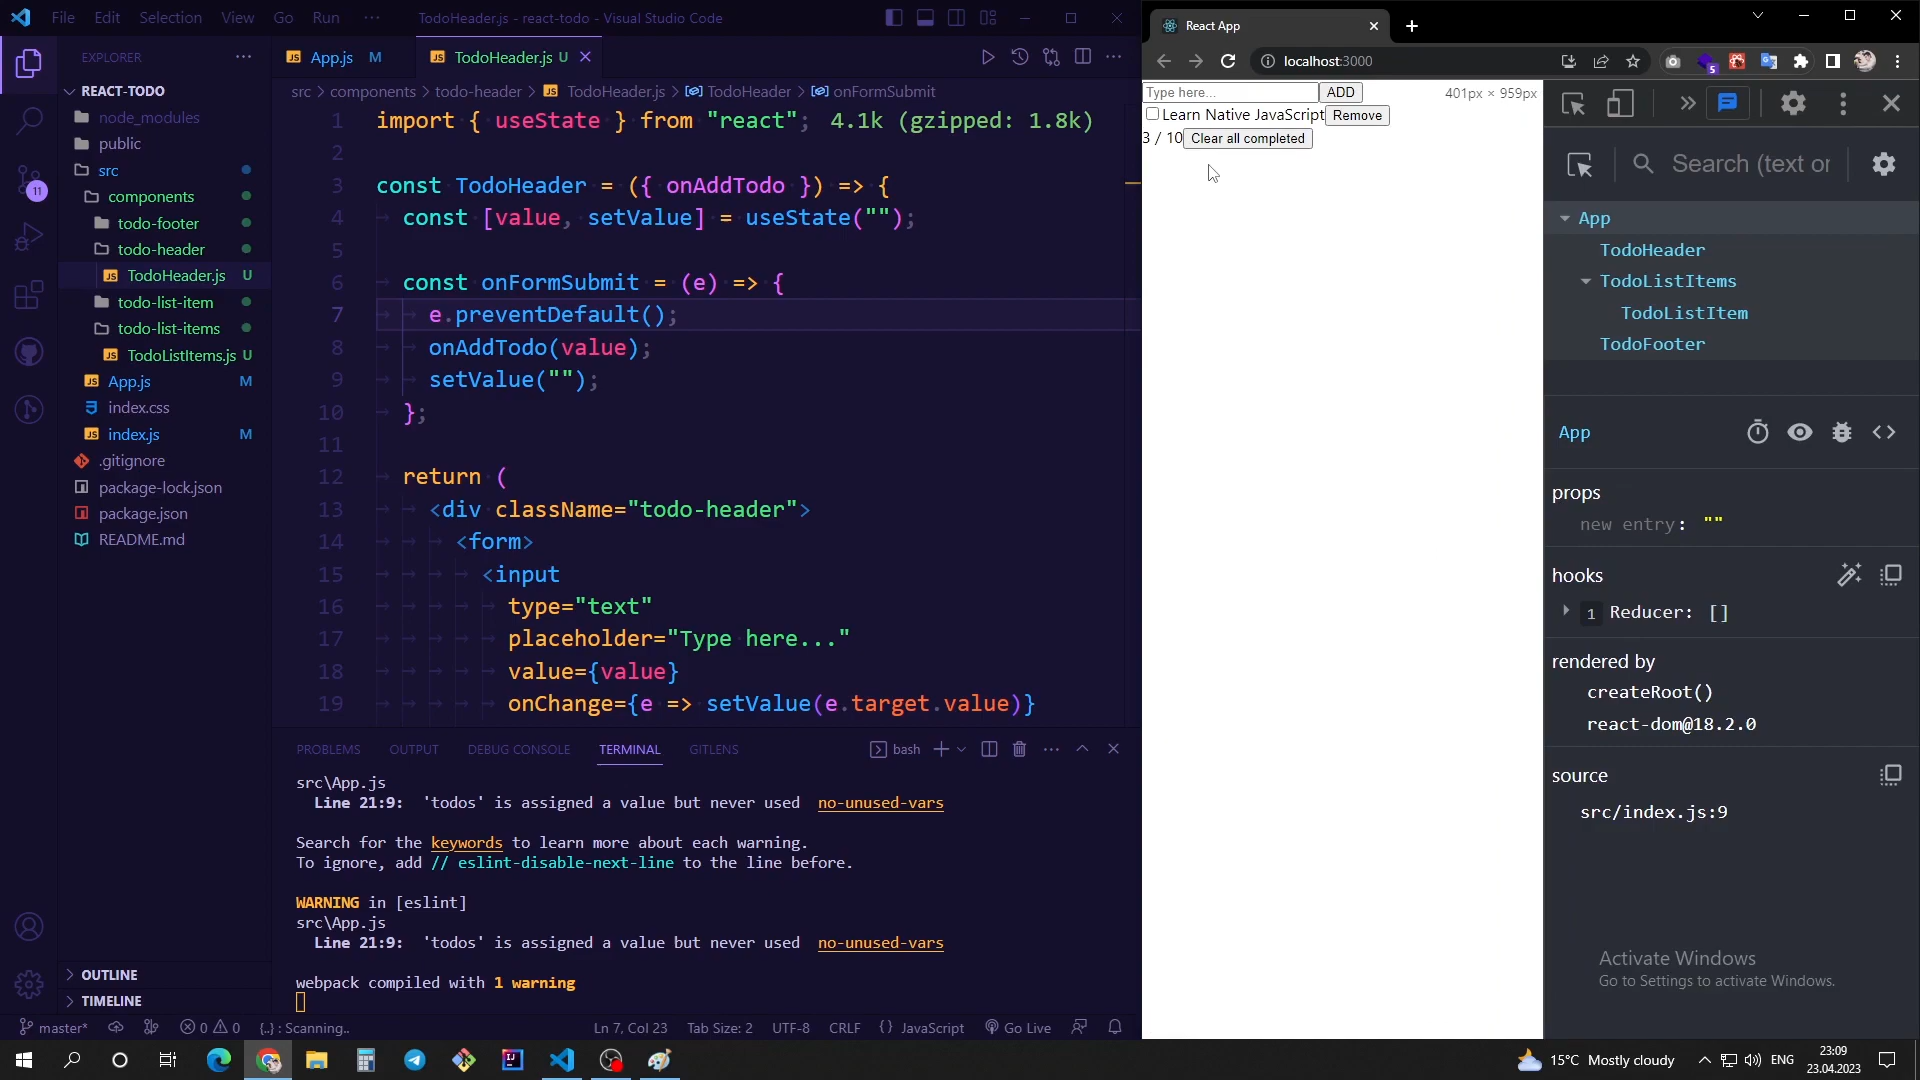 File Edit Selection View Go Run ··· TodoHeader.js - react-todo - Visual Studio Code
EXPLORER ···
REACT-TODO
node_modules
public
src
components
todo-footer
todo-header
TodoHeader.js U
todo-list-item
todo-list-items
TodoListItems.js U
App.js M
index.css
index.js M
.gitignore
package-lock.json
package.json
README.md
OUTLINE
TIMELINE
11
JS App.js M JS TodoHeader.js U
src > components > todo-header > JS TodoHeader.js > TodoHeader > onFormSubmit
1 import { useState } from "react"; 4.1k (gzipped: 1.8k)
2
3 const TodoHeader = ({ onAddTodo }) => {
4 const [value, setValue] = useState("");
5
6 const onFormSubmit = (e) => {
7 e.preventDefault();
8 onAddTodo(value);
9 setValue("");
10 };
11
12 return (
13 <div className="todo-header">
14 <form>
15 <input
16 type="text"
17 placeholder="Type here..."
18 value={value}
19 onChange={e => setValue(e.target.value)}
PROBLEMS OUTPUT DEBUG CONSOLE TERMINAL GITLENS bash
src\App.js
Line 21:9: 'todos' is assigned a value but never used no-unused-vars
Search for the keywords to learn more about each warning.
To ignore, add // eslint-disable-next-line to the line before.
WARNING in [eslint]
src\App.js
Line 21:9: 'todos' is assigned a value but never used no-unused-vars
webpack compiled with 1 warning
master* 0 0 {..} : Scanning.. Ln 7, Col 23 Tab Size: 2 UTF-8 CRLF {} JavaScript Go Live
React App
localhost:3000
5
Type here... ADD 401px × 959px
Learn Native JavaScript Remove
3 / 10 Clear all completed
Search (text or
App
TodoHeader
TodoListItems
TodoListItem
TodoFooter
App
props
new entry: ""
hooks
1 Reducer: []
rendered by
createRoot()
react-dom@18.2.0
source
src/index.js:9
Activate Windows
Go to Settings to activate Windows.
15°C Mostly cloudy ENG 23:09
23.04.2023